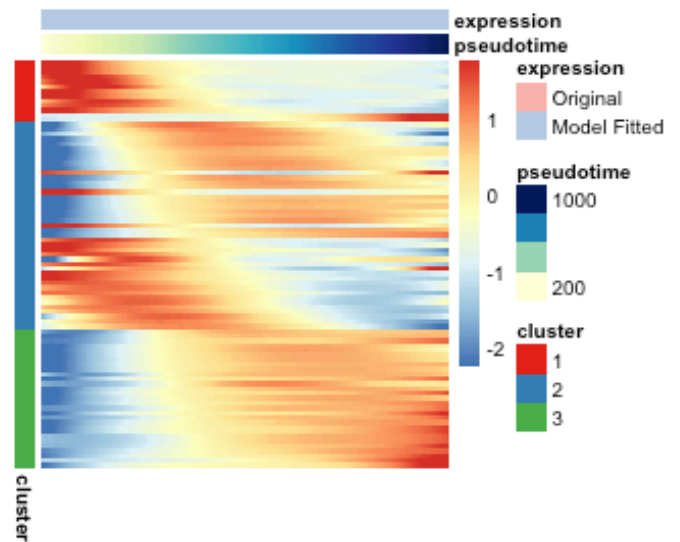 expression
pseudotime
expression
Original
Model Fitted
1
0
-1
-2
pseudotime
1000
200
cluster
1
2
3
cluster